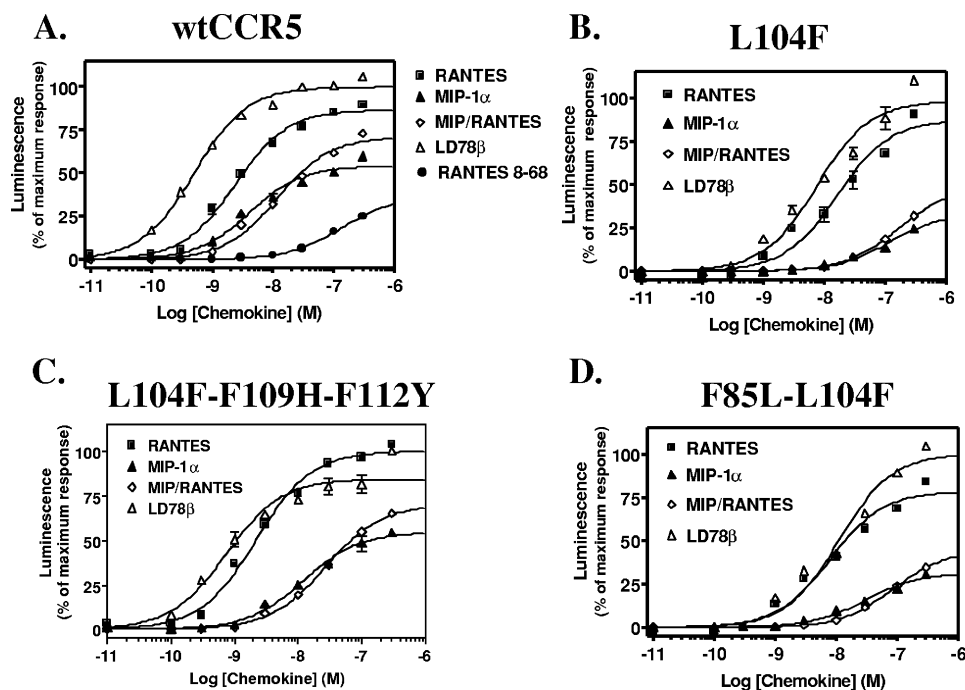 A.
wtCCR5
Luminescence
(% of maximum response)
100
75
50
25
0
-11 -10 -9 -8 -7 -6
Log [Chemokine] (M)
RANTES
MIP-1α
MIP/RANTES
LD78β
RANTES 8-68
B.
L104F
Luminescence
(% of maximum response)
100
75
50
25
0
-11 -10 -9 -8 -7 -6
Log [Chemokine] (M)
RANTES
MIP-1α
MIP/RANTES
LD78β
C.
L104F-F109H-F112Y
Luminescence
(% of maximum response)
100
75
50
25
0
-11 -10 -9 -8 -7 -6
Log [Chemokine] (M)
RANTES
MIP-1α
MIP/RANTES
LD78β
D.
F85L-L104F
Luminescence
(% of maximum response)
100
75
50
25
0
-11 -10 -9 -8 -7 -6
Log [Chemokine] (M)
RANTES
MIP-1α
MIP/RANTES
LD78β